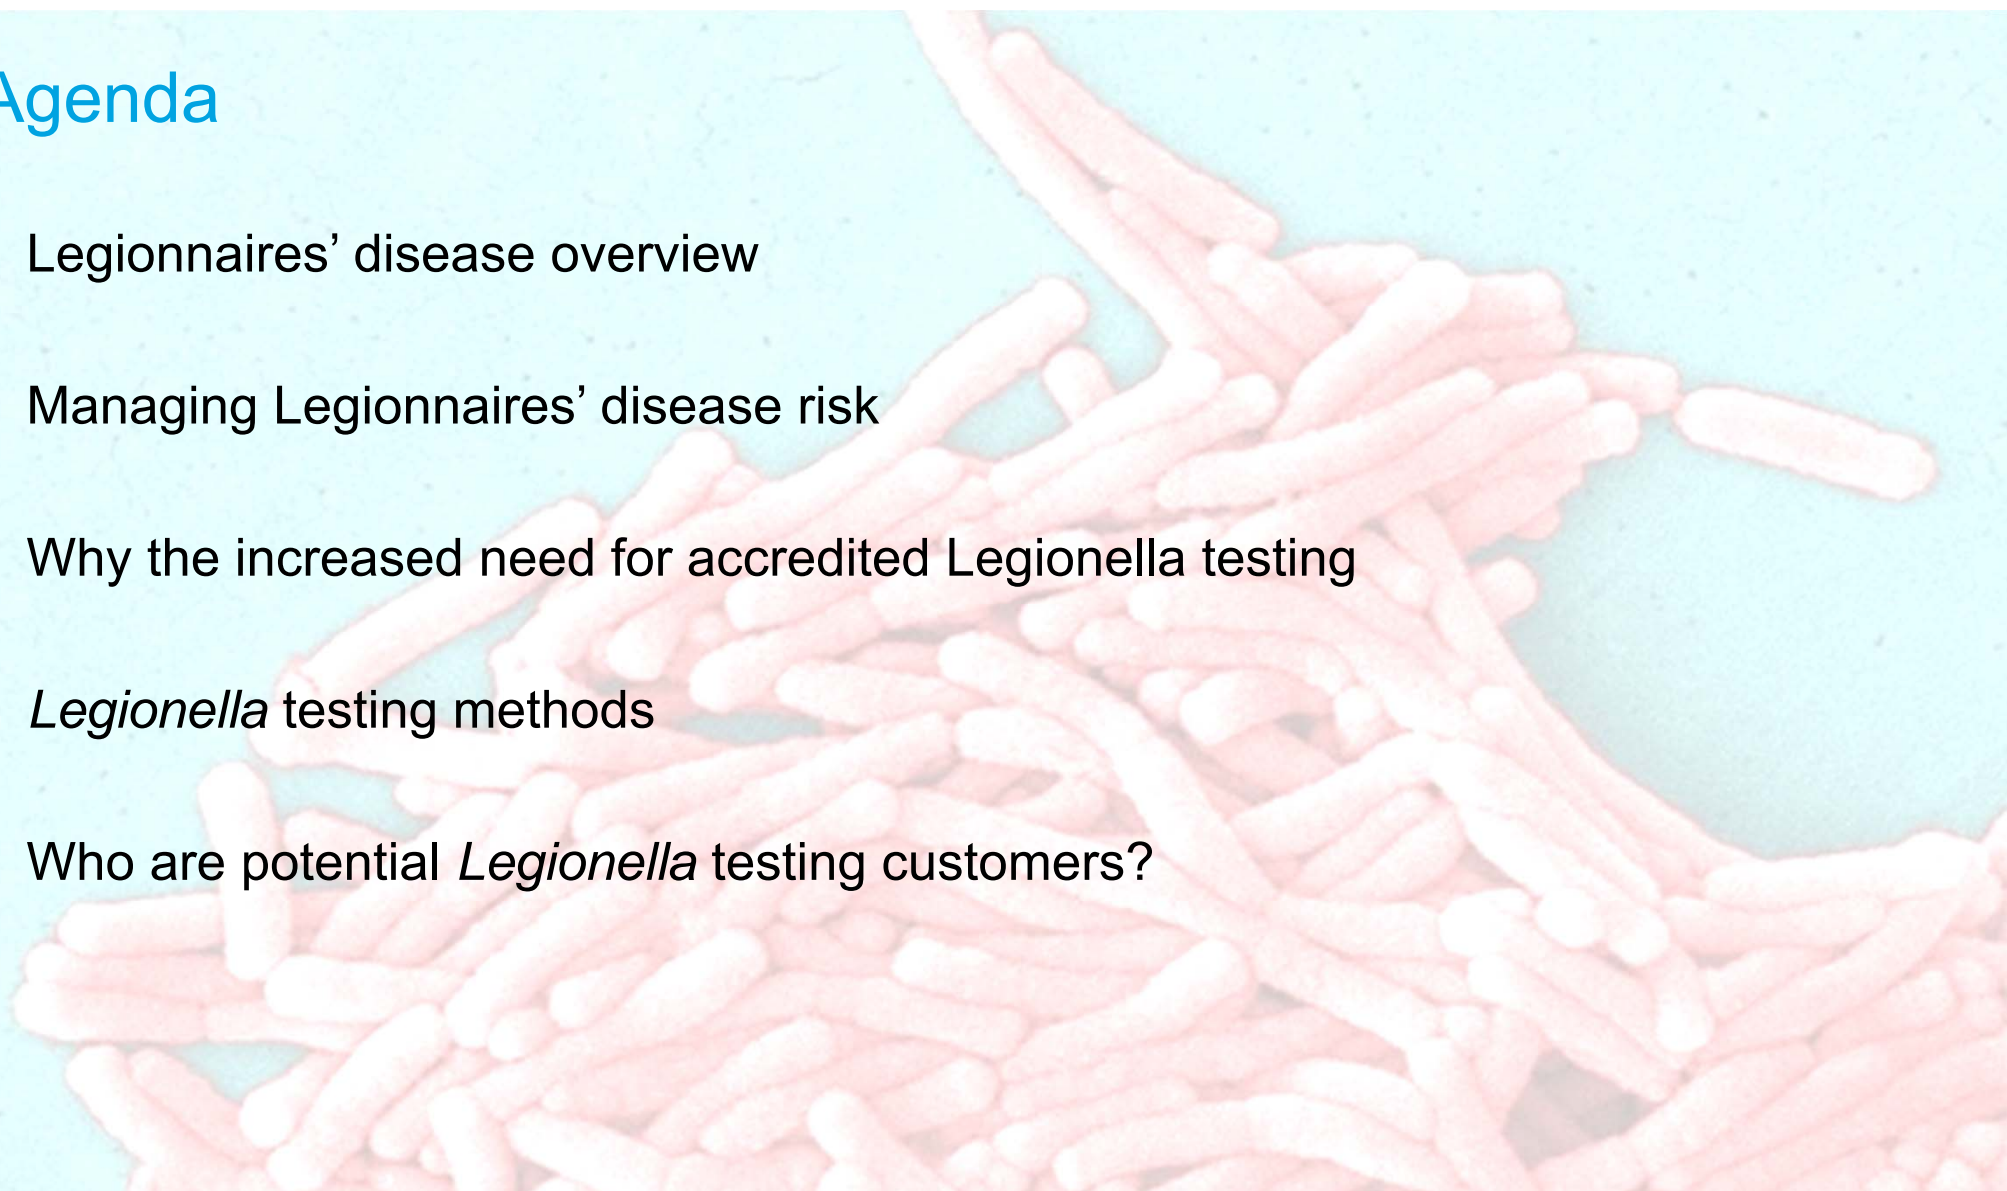 Agenda
Legionnaires’ disease overview
Managing Legionnaires’ disease risk
Why the increased need for accredited Legionella testing
Legionella testing methods
Who are potential Legionella testing customers?